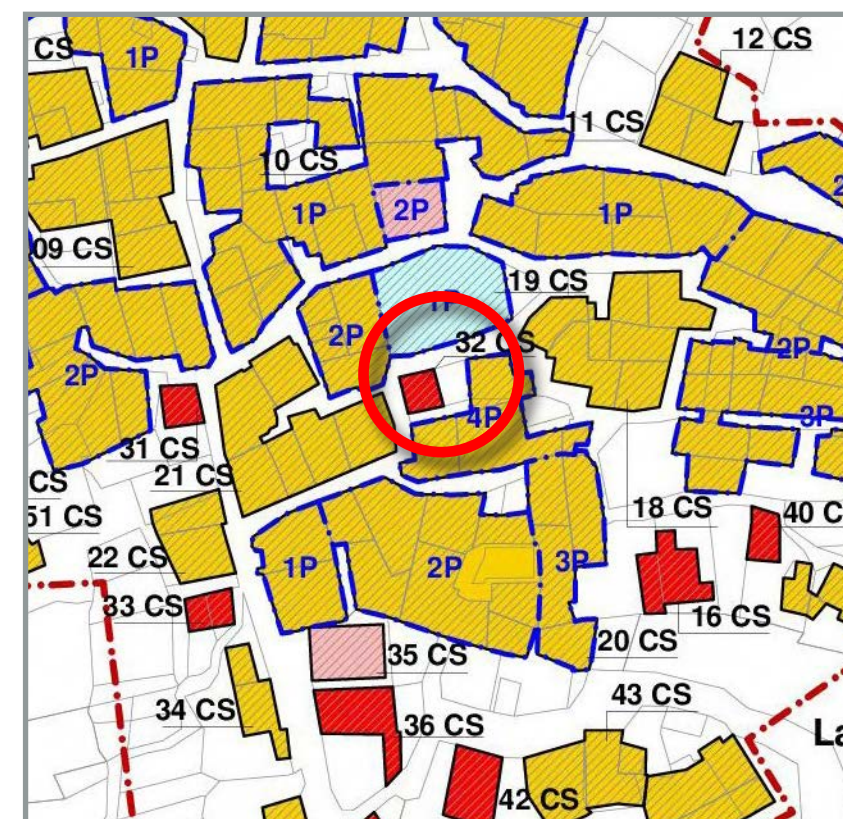 CS
1P
12 CS
11 CS
10 CS
1P
2P
1P
09 CS
19 CS
1P
2P
32 CS
2P
2P
4P
3P
31 CS
21 CS
CS
51 CS
18 CS
40 C
22 CS
1P
2P
3P
33 CS
16 CS
35 CS
20 CS
34 CS
36 CS
43 CS
La
42 CS